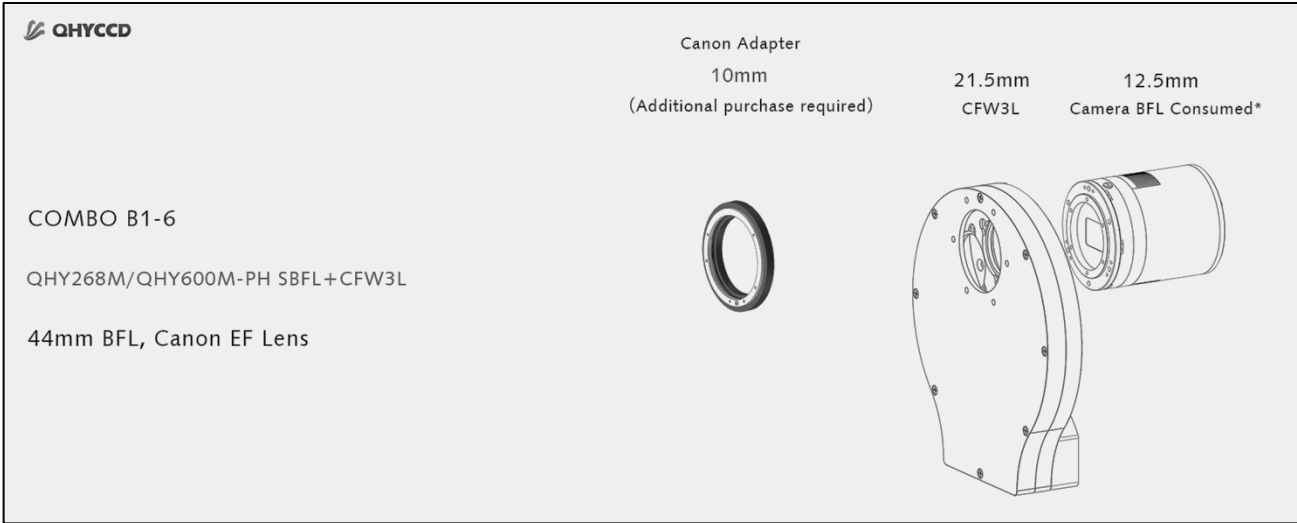 QHYCCD
Canon Adapter
10mm
(Additional purchase required)
21.5mm
CFW3L
12.5mm
Camera BFL Consumed*
COMBO B1-6
QHY268M/QHY600M-PH SBFL+CFW3L
44mm BFL, Canon EF Lens